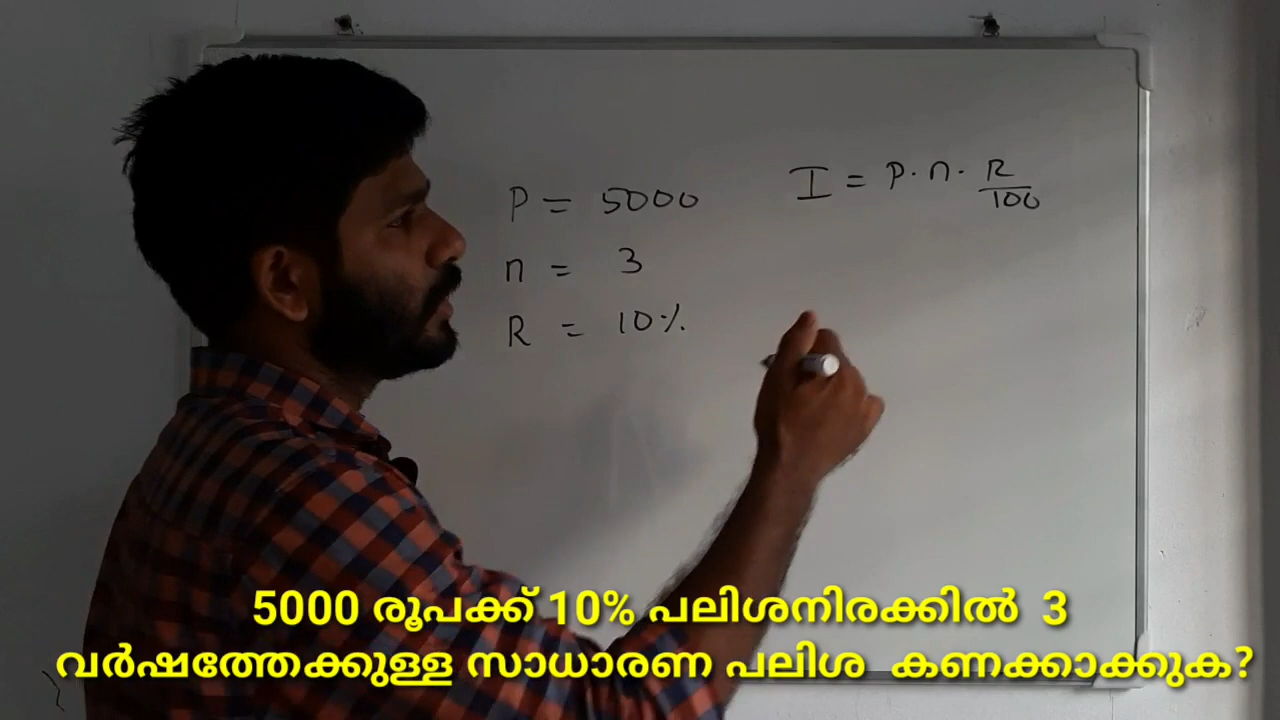 P = 5000
n = 3
R = 10%
I = P · n · R/100
5000 രൂപക്ക് 10% പലിശനിരക്കിൽ 3
വർഷത്തേക്കുള്ള സാധാരണ പലിശ കണക്കാക്കുക?